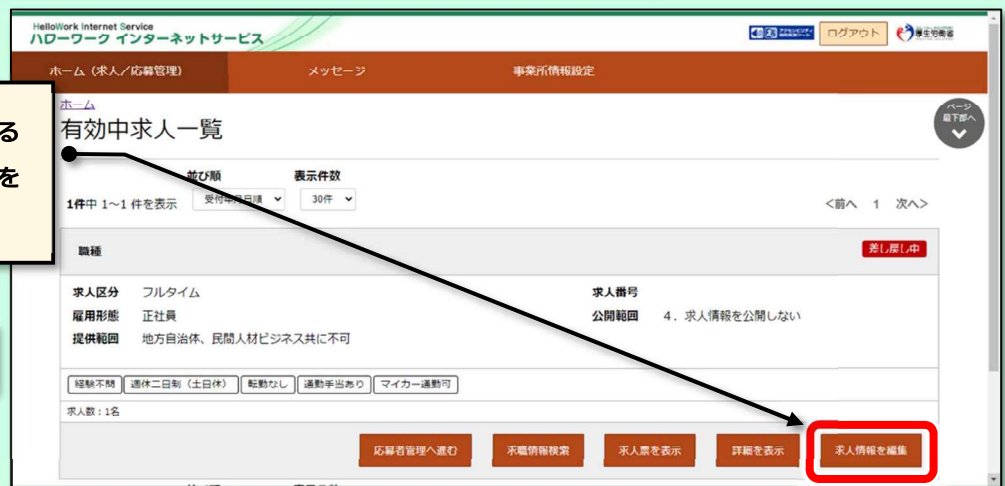 HelloWork Internet Service
ハローワーク インターネットサービス
ログアウト
厚生労働省
ホーム（求人／応募管理）
メッセージ
事業所情報設定
ホーム
有効中求人一覧
ページ
最下部へ
る
を
並び順
表示件数
1件中 1～1 件を表示
受付年月日順
30件
<前へ 1 次へ>
職種
差し戻し中
求人区分 フルタイム
求人番号
雇用形態 正社員
公開範囲 4．求人情報を公開しない
提供範囲 地方自治体、民間人材ビジネス共に不可
経験不問 週休二日制（土日休） 転勤なし 通勤手当あり マイカー通勤可
求人数：1名
応募者管理へ進む
求職情報検索
求人票を表示
詳細を表示
求人情報を編集